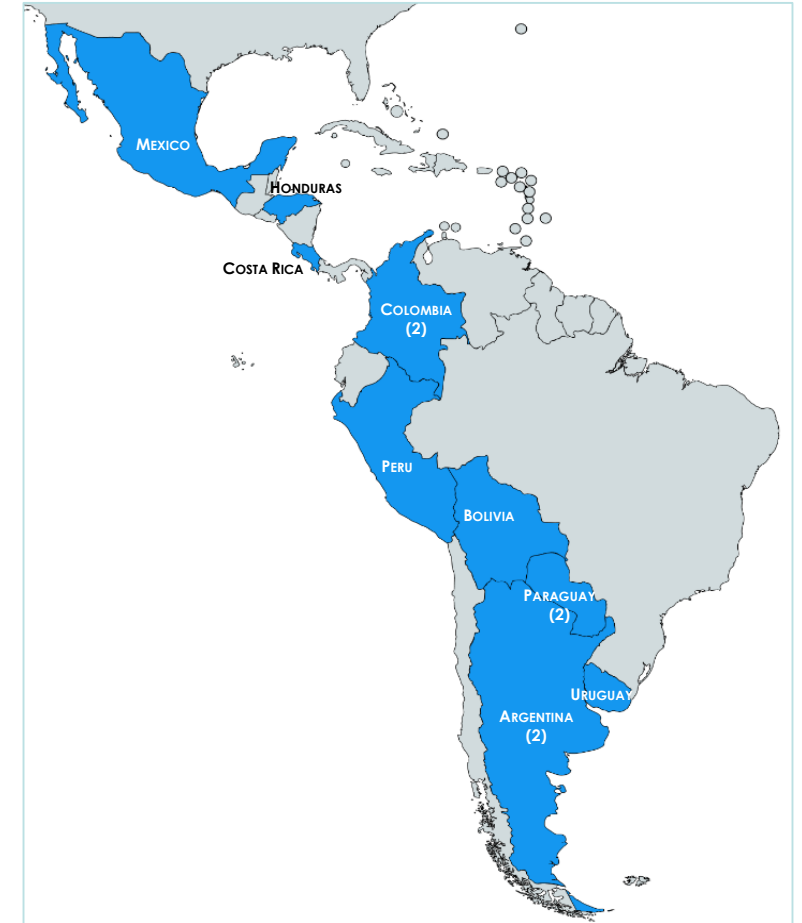 MEXICO
HONDURAS
COSTA RICA
COLOMBIA
(2)
PERU
BOLIVIA
PARAGUAY
(2)
URUGUAY
ARGENTINA
(2)